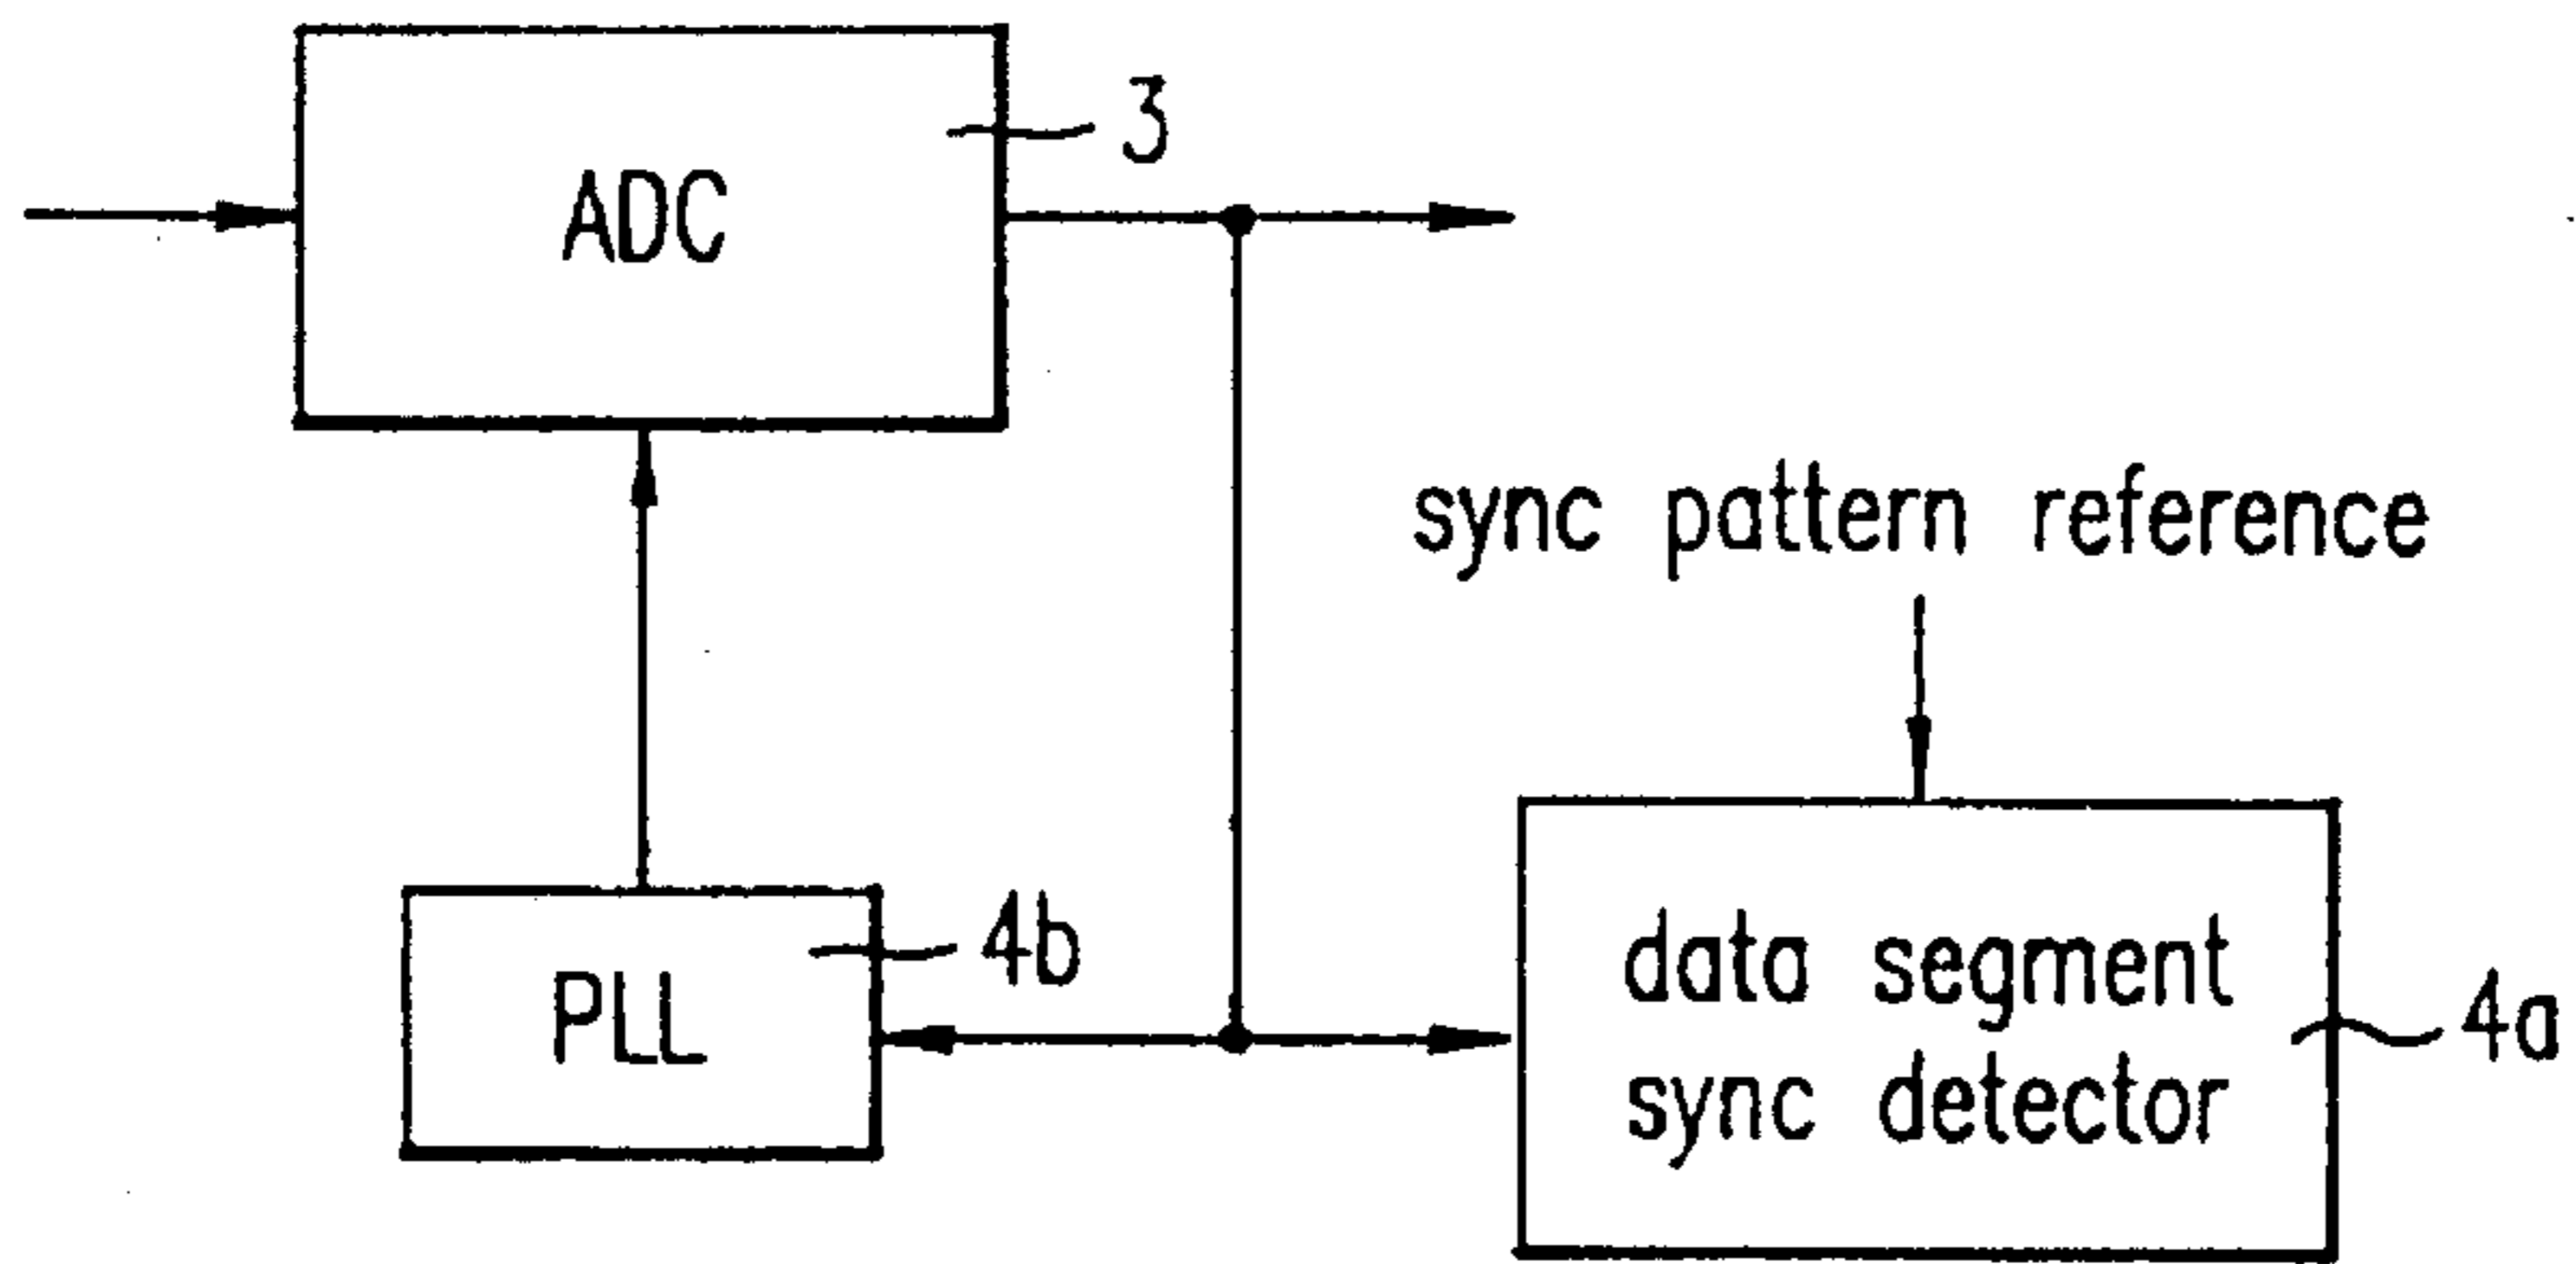 3
ADC
sync pattern reference
4b
PLL
data segment
sync detector
4a